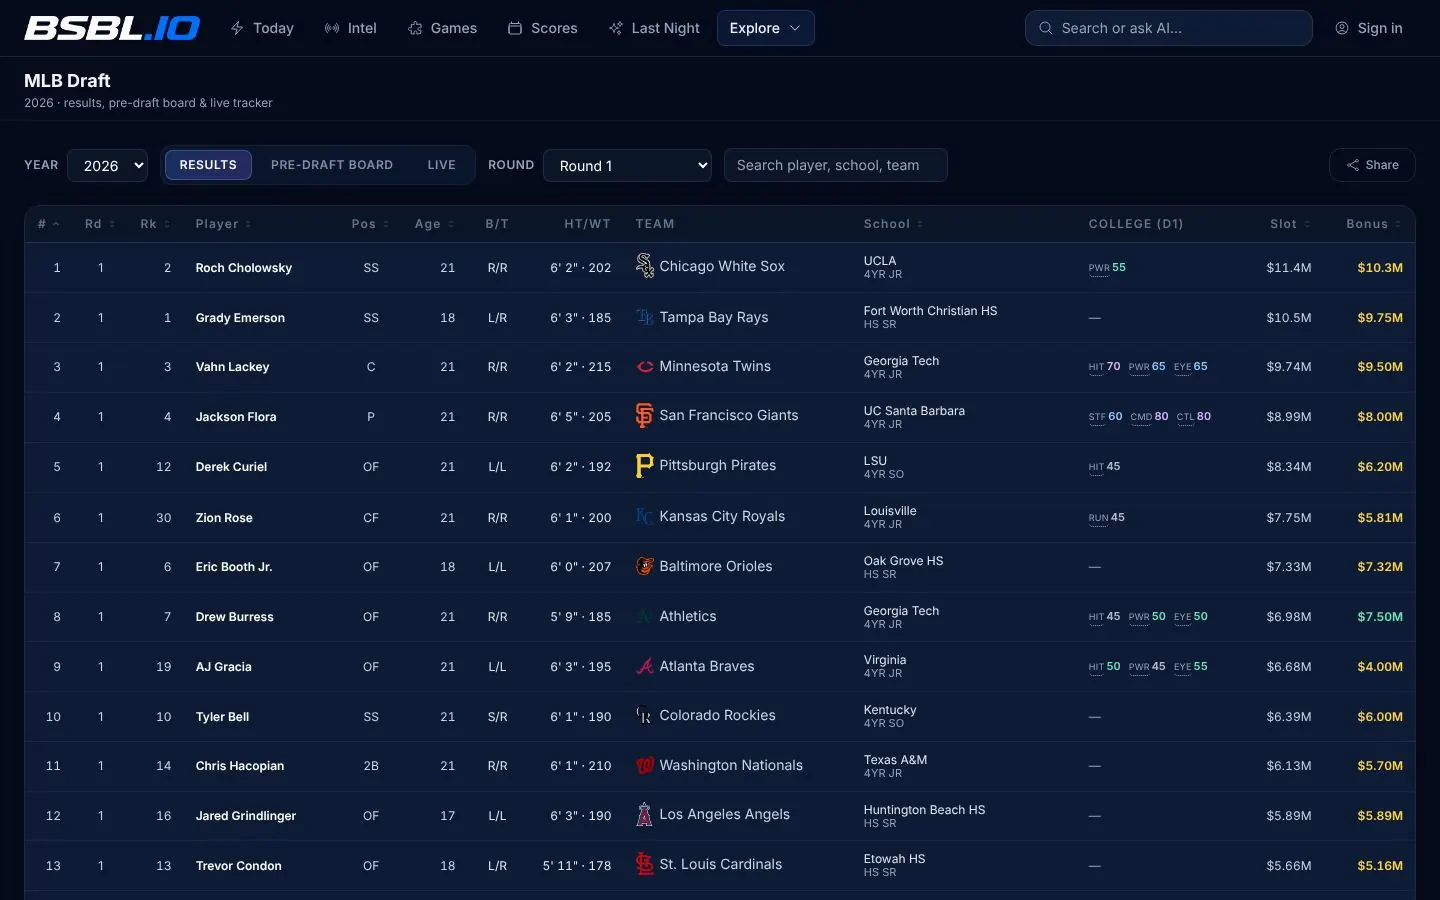 BSBL.IO Today Intel Games Scores Last Night Explore Search or ask AI... Sign in
MLB Draft
2026 · results, pre-draft board & live tracker
YEAR 2026 RESULTS PRE-DRAFT BOARD LIVE ROUND Round 1 Search player, school, team Share
# Rd Rk Player Pos Age B/T HT/WT TEAM School COLLEGE (D1) Slot Bonus
1 1 2 Roch Cholowsky SS 21 R/R 6' 2" · 202 Chicago White Sox UCLA PWR 55 $11.4M $10.3M
4YR JR
2 1 1 Grady Emerson SS 18 L/R 6' 3" · 185 Tampa Bay Rays Fort Worth Christian HS — $10.5M $9.75M
HS SR
3 1 3 Vahn Lackey C 21 R/R 6' 2" · 215 Minnesota Twins Georgia Tech HIT 70 PWR 65 EYE 65 $9.74M $9.50M
4YR JR
4 1 4 Jackson Flora P 21 R/R 6' 5" · 205 San Francisco Giants UC Santa Barbara STF 60 CMD 80 CTL 80 $8.99M $8.00M
4YR JR
5 1 12 Derek Curiel OF 21 L/L 6' 2" · 192 Pittsburgh Pirates LSU HIT 45 $8.34M $6.20M
4YR SO
6 1 30 Zion Rose CF 21 R/R 6' 1" · 200 Kansas City Royals Louisville RUN 45 $7.75M $5.81M
4YR JR
7 1 6 Eric Booth Jr. OF 18 L/L 6' 0" · 207 Baltimore Orioles Oak Grove HS — $7.33M $7.32M
HS SR
8 1 7 Drew Burress OF 21 R/R 5' 9" · 185 Athletics Georgia Tech HIT 45 PWR 50 EYE 50 $6.98M $7.50M
4YR JR
9 1 19 AJ Gracia OF 21 L/L 6' 3" · 195 Atlanta Braves Virginia HIT 50 PWR 45 EYE 55 $6.68M $4.00M
4YR JR
10 1 10 Tyler Bell SS 21 S/R 6' 1" · 190 Colorado Rockies Kentucky — $6.39M $6.00M
4YR SO
11 1 14 Chris Hacopian 2B 21 R/R 6' 1" · 210 Washington Nationals Texas A&M — $6.13M $5.70M
4YR JR
12 1 16 Jared Grindlinger OF 17 L/L 6' 3" · 190 Los Angeles Angels Huntington Beach HS — $5.89M $5.89M
HS SR
13 1 13 Trevor Condon OF 18 L/R 5' 11" · 178 St. Louis Cardinals Etowah HS — $5.66M $5.16M
HS SR